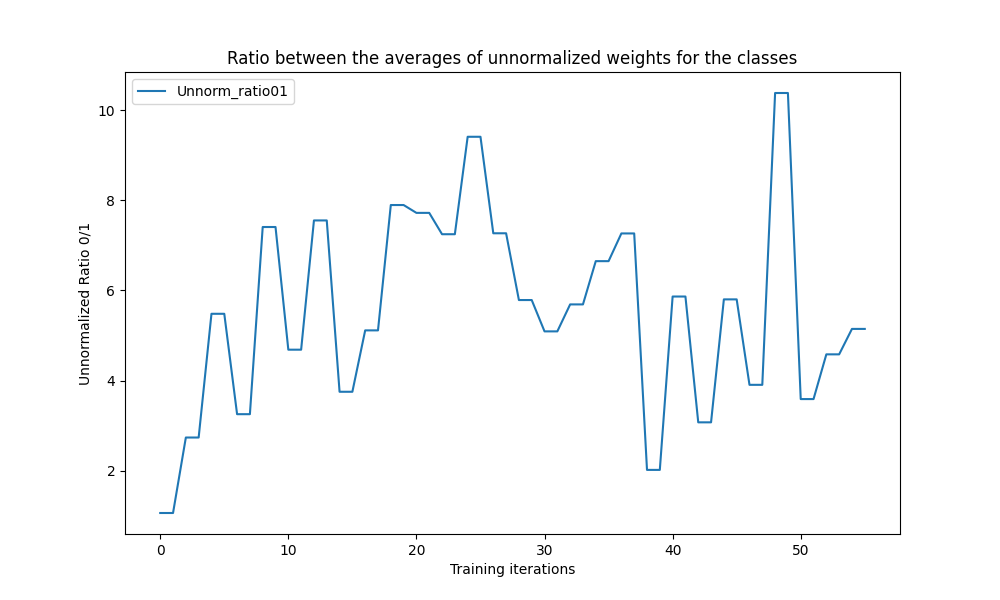 Ratio between the averages of unnormalized weights for the classes
Unnorm_ratio01
Unnormalized Ratio 0/1
10
8
6
4
2
0 10 20 30 40 50
Training iterations